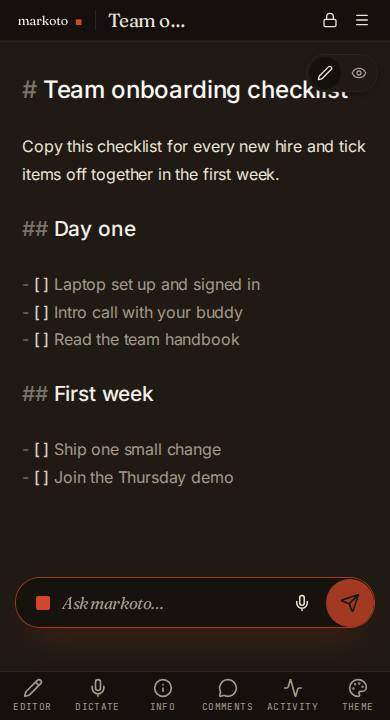 markoto
Team o...
# Team onboarding checklist
Copy this checklist for every new hire and tick
items off together in the first week.
## Day one
- [ ] Laptop set up and signed in
- [ ] Intro call with your buddy
- [ ] Read the team handbook
## First week
- [ ] Ship one small change
- [ ] Join the Thursday demo
Ask markoto...
EDITOR DICTATE INFO COMMENTS ACTIVITY THEME